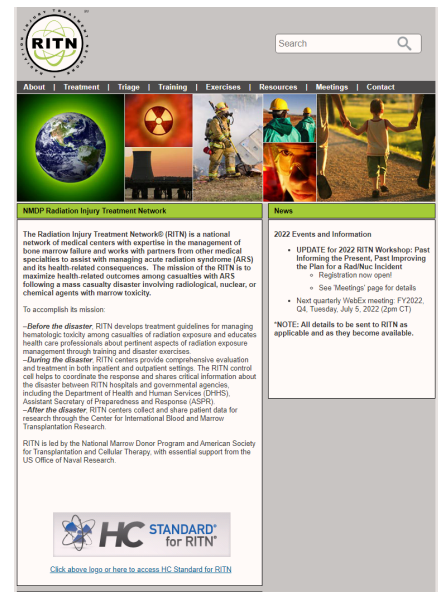 RITN
Search
About | Treatment | Triage | Training | Exercises | Resources | Meetings | Contact
NMDP Radiation Injury Treatment Network
The Radiation Injury Treatment Network© (RITN) is a national
network of medical centers with expertise in the management of
bone marrow failure and works with partners from other medical
specialties to assist with managing acute radiation syndrome (ARS)
and its health-related consequences. The mission of the RITN is to
maximize health-related outcomes among casualties with ARS
following a mass casualty disaster involving radiological, nuclear, or
chemical agents with marrow toxicity.
To accomplish its mission:
–Before the disaster, RITN develops treatment guidelines for managing
hematologic toxicity among casualties of radiation exposure and educates
health care professionals about pertinent aspects of radiation exposure
management through training and disaster exercises.
–During the disaster, RITN centers provide comprehensive evaluation
and treatment in both inpatient and outpatient settings. The RITN control
cell helps to coordinate the response and shares critical information about
the disaster between RITN hospitals and governmental agencies,
including the Department of Health and Human Services (DHHS),
Assistant Secretary of Preparedness and Response (ASPR).
–After the disaster, RITN centers collect and share patient data for
research through the Center for International Blood and Marrow
Transplantation Research.
RITN is led by the National Marrow Donor Program and American Society
for Transplantation and Cellular Therapy, with essential support from the
US Office of Naval Research.
HC STANDARD®
for RITN®
Click above logo or here to access HC Standard for RITN
News
2022 Events and Information
• UPDATE for 2022 RITN Workshop: Past
Informing the Present, Past Improving
the Plan for a Rad/Nuc Incident
○ Registration now open!
○ See 'Meetings' page for details
• Next quarterly WebEx meeting: FY2022,
Q4, Tuesday, July 5, 2022 (2pm CT)
*NOTE: All details to be sent to RITN as
applicable and as they become available.